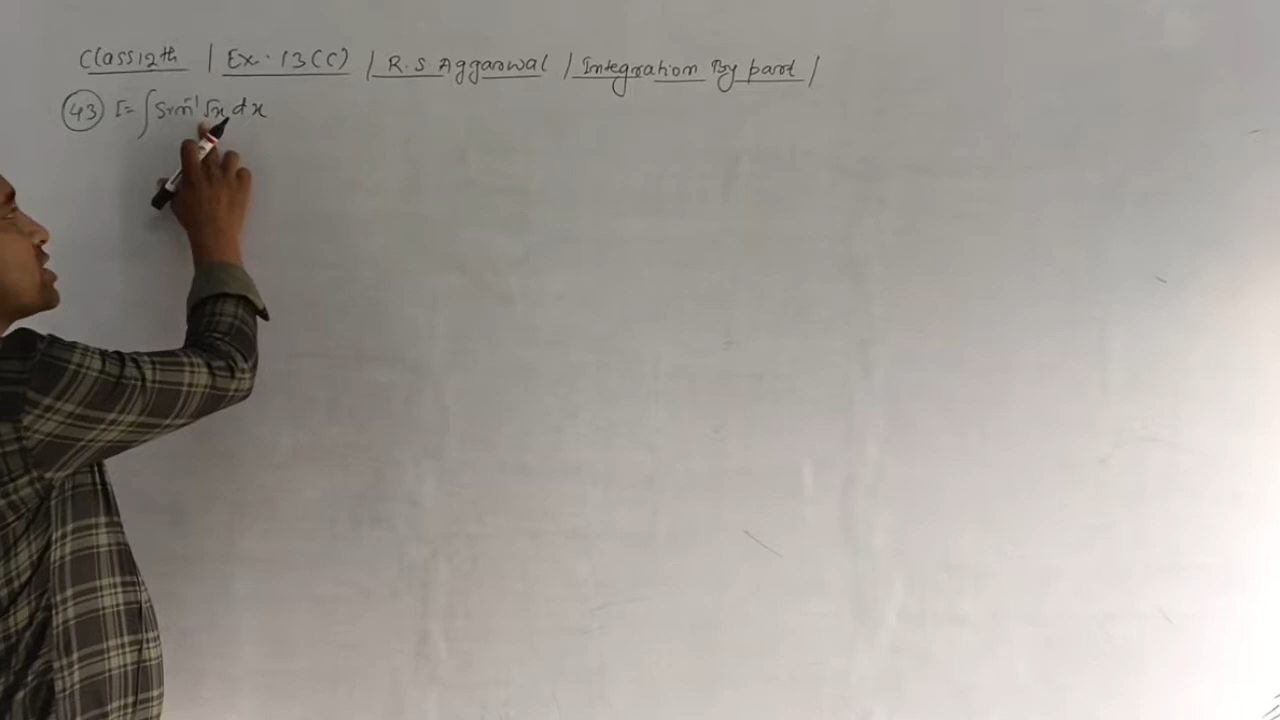 Class 12th | Ex. 13(C) | R.S Aggarwal | Integration By part |
(43) I = ∫ Sin⁻¹ √x dx